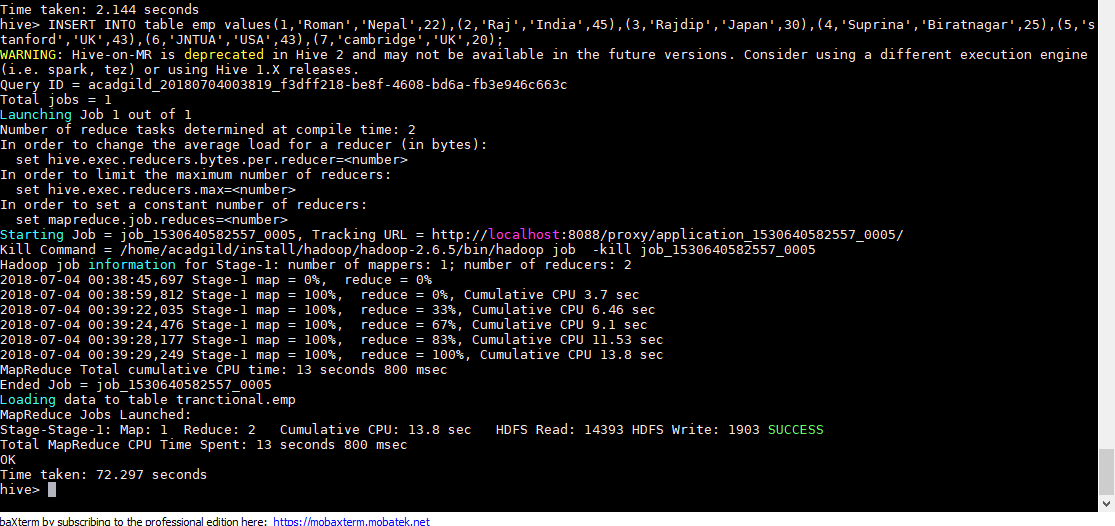 Time taken: 2.144 seconds
hive> INSERT INTO table emp values(1,'Roman','Nepal',22),(2,'Raj','India',45),(3,'Rajdip','Japan',30),(4,'Suprina','Biratnagar',25),(5,'s
tanford','UK',43),(6,'JNTUA','USA',43),(7,'cambridge','UK',20);
WARNING: Hive-on-MR is deprecated in Hive 2 and may not be available in the future versions. Consider using a different execution engine
(i.e. spark, tez) or using Hive 1.X releases.
Query ID = acadgild_20180704003819_f3dff218-be8f-4608-bd6a-fb3e946c663c
Total jobs = 1
Launching Job 1 out of 1
Number of reduce tasks determined at compile time: 2
In order to change the average load for a reducer (in bytes):
  set hive.exec.reducers.bytes.per.reducer=<number>
In order to limit the maximum number of reducers:
  set hive.exec.reducers.max=<number>
In order to set a constant number of reducers:
  set mapreduce.job.reduces=<number>
Starting Job = job_1530640582557_0005, Tracking URL = http://localhost:8088/proxy/application_1530640582557_0005/
Kill Command = /home/acadgild/install/hadoop/hadoop-2.6.5/bin/hadoop job  -kill job_1530640582557_0005
Hadoop job information for Stage-1: number of mappers: 1; number of reducers: 2
2018-07-04 00:38:45,697 Stage-1 map = 0%,  reduce = 0%
2018-07-04 00:38:59,812 Stage-1 map = 100%,  reduce = 0%, Cumulative CPU 3.7 sec
2018-07-04 00:39:22,035 Stage-1 map = 100%,  reduce = 33%, Cumulative CPU 6.46 sec
2018-07-04 00:39:24,476 Stage-1 map = 100%,  reduce = 67%, Cumulative CPU 9.1 sec
2018-07-04 00:39:28,177 Stage-1 map = 100%,  reduce = 83%, Cumulative CPU 11.53 sec
2018-07-04 00:39:29,249 Stage-1 map = 100%,  reduce = 100%, Cumulative CPU 13.8 sec
MapReduce Total cumulative CPU time: 13 seconds 800 msec
Ended Job = job_1530640582557_0005
Loading data to table tranctional.emp
MapReduce Jobs Launched:
Stage-Stage-1: Map: 1  Reduce: 2   Cumulative CPU: 13.8 sec   HDFS Read: 14393 HDFS Write: 1903 SUCCESS
Total MapReduce CPU Time Spent: 13 seconds 800 msec
OK
Time taken: 72.297 seconds
hive>
baXterm by subscribing to the professional edition here: https://mobaxterm.mobatek.net